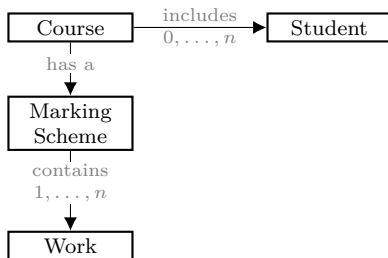 Course
includes
0, . . . , n
Student
has a
Marking
Scheme
contains
1, . . . , n
Work